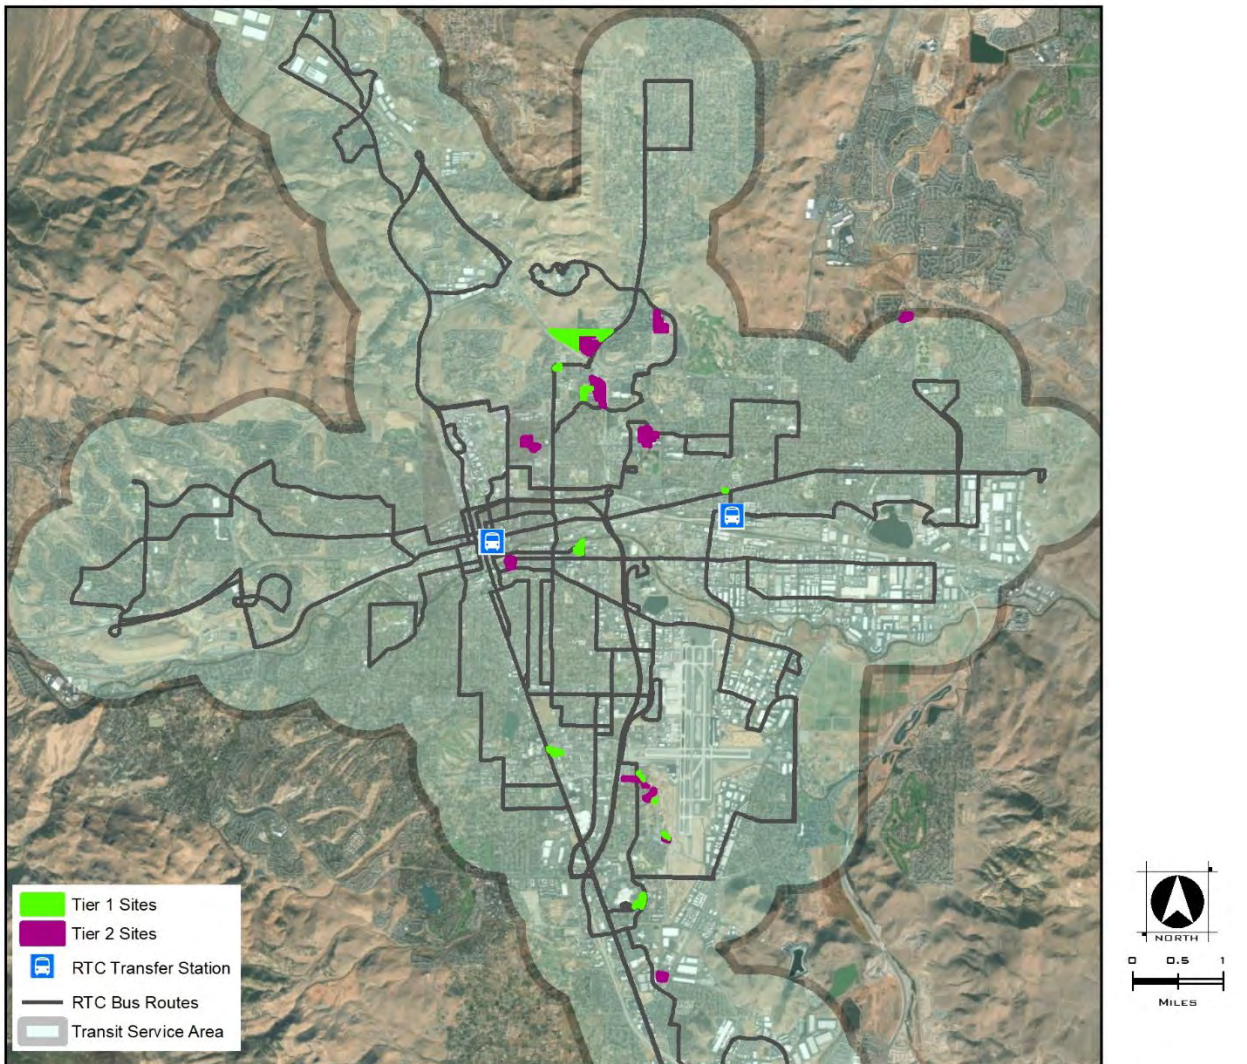 Tier 1 Sites
Tier 2 Sites
RTC Transfer Station
RTC Bus Routes
Transit Service Area
NORTH
0 0.5 1
MILES